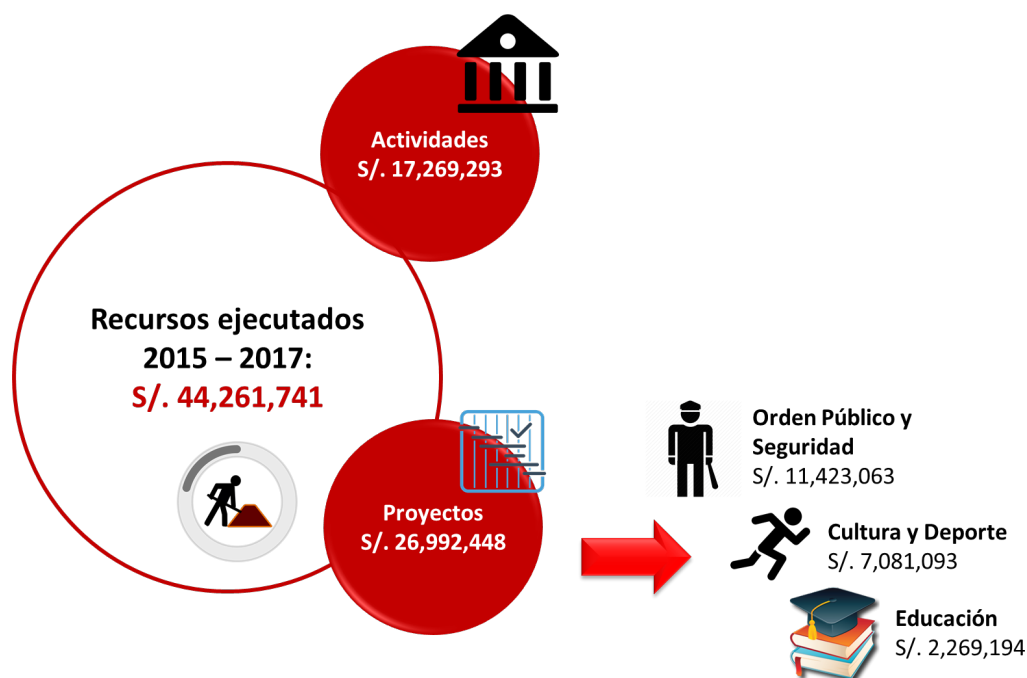 Actividades
S/. 17,269,293
Recursos ejecutados
2015 – 2017:
S/. 44,261,741
Proyectos
S/. 26,992,448
Orden Público y
Seguridad
S/. 11,423,063
Cultura y Deporte
S/. 7,081,093
Educación
S/. 2,269,194